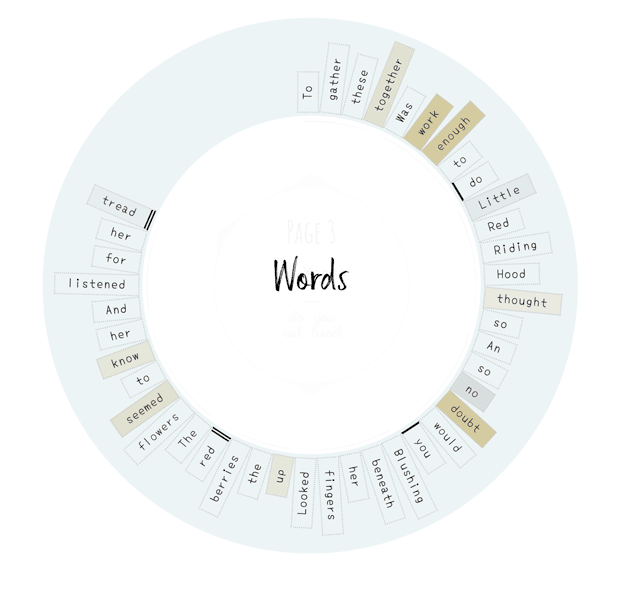 To
gather
these
together
Was
work
enough
to
do
Little
Red
Riding
Hood
thought
so
An
so
no
doubt
would
you
Blushing
beneath
her
fingers
Looked
up
the
berries
red
The
flowers
seemed
to
know
her
And
listened
for
her
tread
PAGE 3
Words